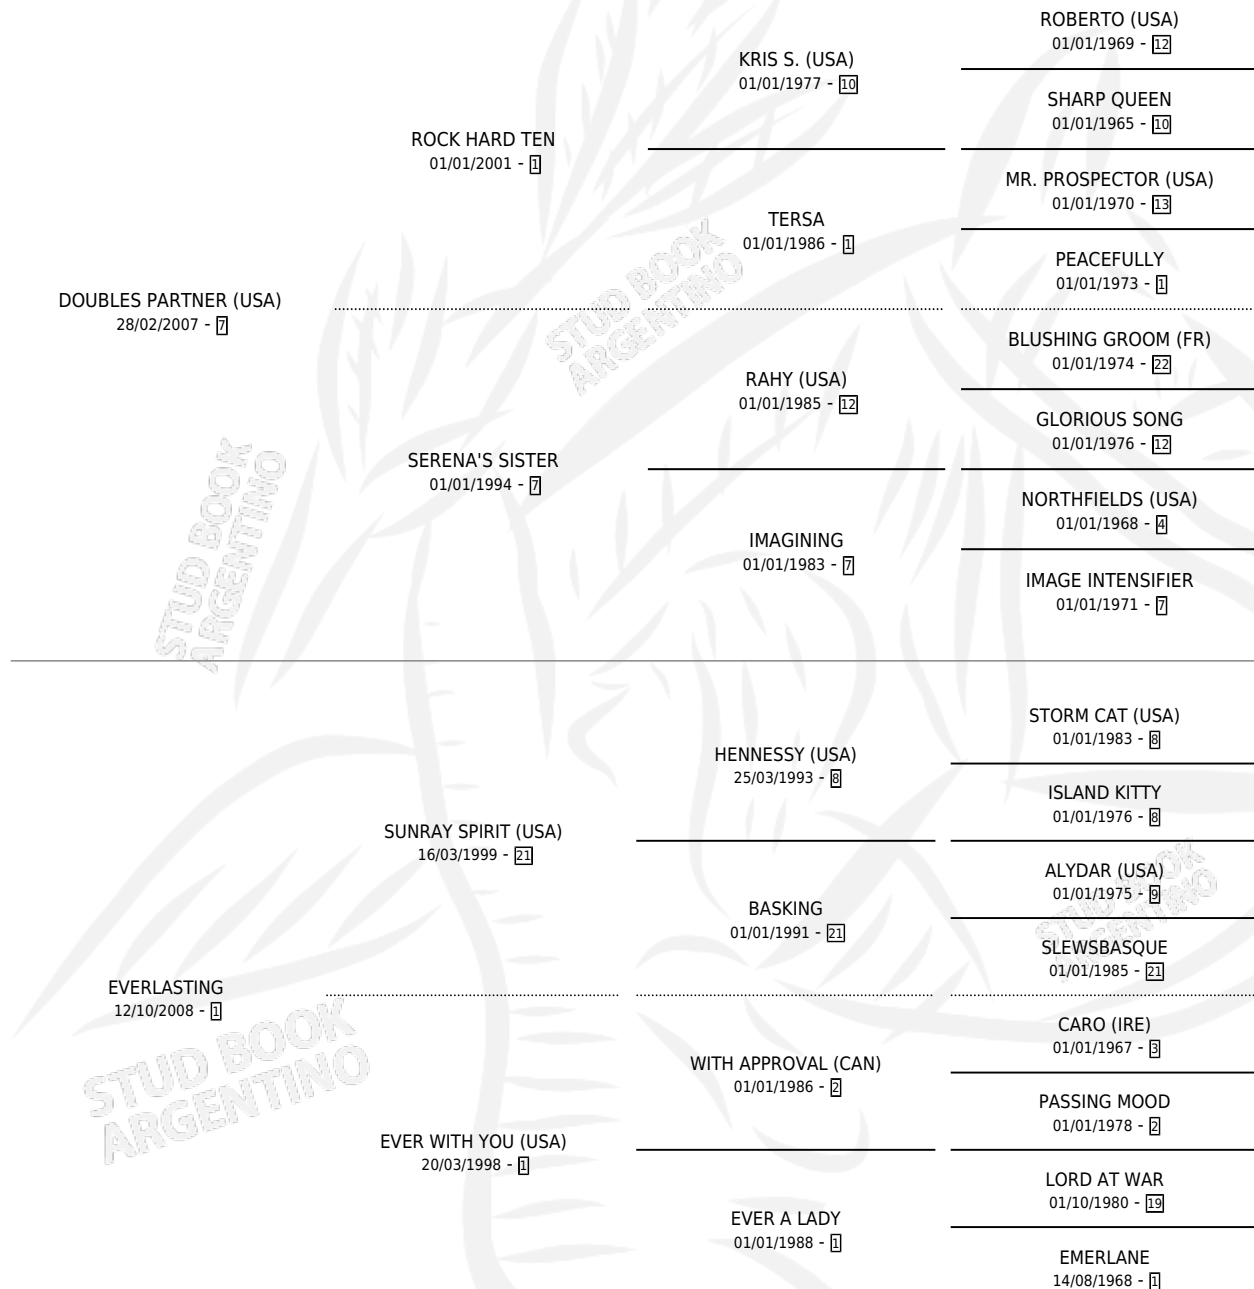 ROBERTO (USA)
01/01/1969 - 12
KRIS S. (USA)
01/01/1977 - 10
SHARP QUEEN
01/01/1965 - 10
ROCK HARD TEN
01/01/2001 - 1
MR. PROSPECTOR (USA)
01/01/1970 - 13
TERSA
01/01/1986 - 1
PEACEFULLY
01/01/1973 - 1
DOUBLES PARTNER (USA)
28/02/2007 - 7
BLUSHING GROOM (FR)
01/01/1974 - 22
RAHY (USA)
01/01/1985 - 12
GLORIOUS SONG
01/01/1976 - 12
SERENA'S SISTER
01/01/1994 - 7
NORTHFIELDS (USA)
01/01/1968 - 4
IMAGINING
01/01/1983 - 7
IMAGE INTENSIFIER
01/01/1971 - 7
STORM CAT (USA)
01/01/1983 - 8
HENNESSY (USA)
25/03/1993 - 8
ISLAND KITTY
01/01/1976 - 8
SUNRAY SPIRIT (USA)
16/03/1999 - 21
ALYDAR (USA)
01/01/1975 - 9
BASKING
01/01/1991 - 21
SLEWSBASQUE
01/01/1985 - 21
EVERLASTING
12/10/2008 - 1
CARO (IRE)
01/01/1967 - 3
WITH APPROVAL (CAN)
01/01/1986 - 2
PASSING MOOD
01/01/1978 - 2
EVER WITH YOU (USA)
20/03/1998 - 1
LORD AT WAR
01/10/1980 - 19
EVER A LADY
01/01/1988 - 1
EMERLANE
14/08/1968 - 1
STUD BOOK
ARGENTINO
STUD BOOK
ARGENTINO
STUD BOOK
ARGENTINO
STUD BOOK
ARGENTINO